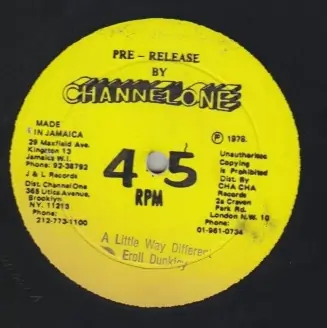 PRE - RELEASE
BY
CHANNEL ONE
MADE
IN JAMAICA
29 Maxfield Ave.
Kingston 13
Jamaica W.I.
Phone: 92-38792
J & L Records
Dist. Channel One
365 Utica Avenue,
Brooklyn
NY. 11213
Phone:
212-773-1100
45
RPM
℗ 1978.
Unauthorised
Copying
is Prohibited
Dist. By
CHA CHA
Records
2a Craven
Park Rd.
London N.W. 10
Phone:
01-961-0734
A Little Way Different
Eroll Dunkley